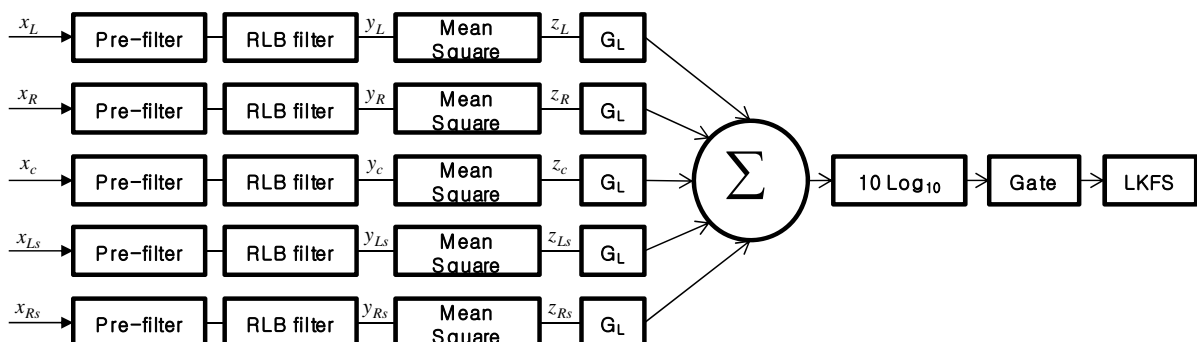 x_L Pre-filter RLB filter y_L Mean Square z_L G_L
x_R Pre-filter RLB filter y_R Mean Square z_R G_L
x_c Pre-filter RLB filter y_c Mean Square z_c G_L
Σ 10 Log_10 Gate LKFS
x_Ls Pre-filter RLB filter y_Ls Mean Square z_Ls G_L
x_Rs Pre-filter RLB filter y_Rs Mean Square z_Rs G_L